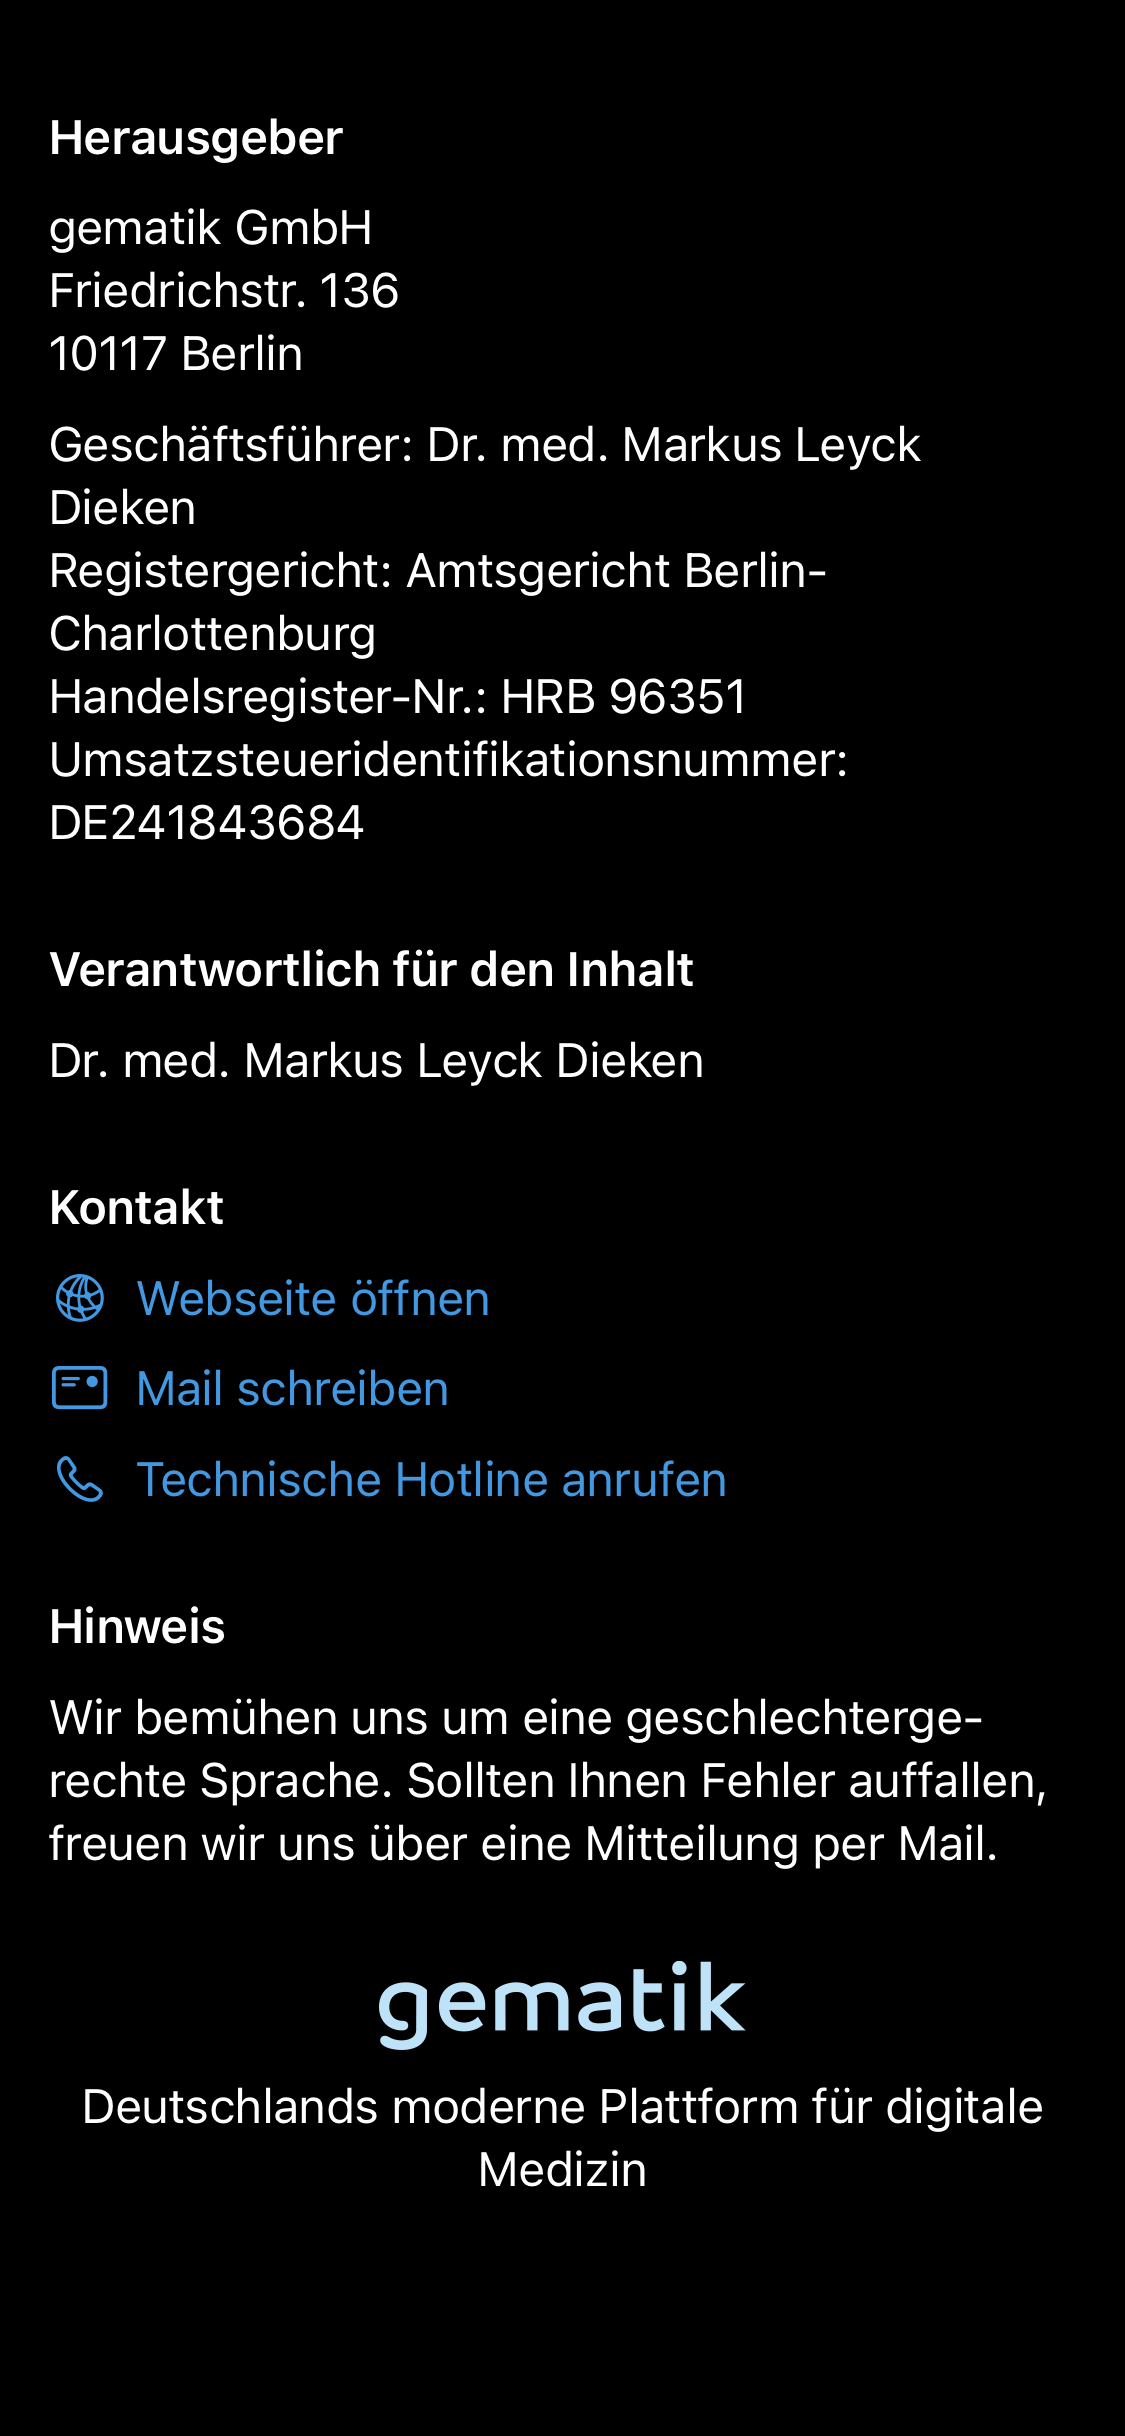 Herausgeber
gematik GmbH
Friedrichstr. 136
10117 Berlin
Geschäftsführer: Dr. med. Markus Leyck
Dieken
Registergericht: Amtsgericht Berlin-
Charlottenburg
Handelsregister-Nr.: HRB 96351
Umsatzsteueridentifikationsnummer:
DE241843684
Verantwortlich für den Inhalt
Dr. med. Markus Leyck Dieken
Kontakt
Webseite öffnen
Mail schreiben
Technische Hotline anrufen
Hinweis
Wir bemühen uns um eine geschlechterge-
rechte Sprache. Sollten Ihnen Fehler auffallen,
freuen wir uns über eine Mitteilung per Mail.
gematik
Deutschlands moderne Plattform für digitale
Medizin